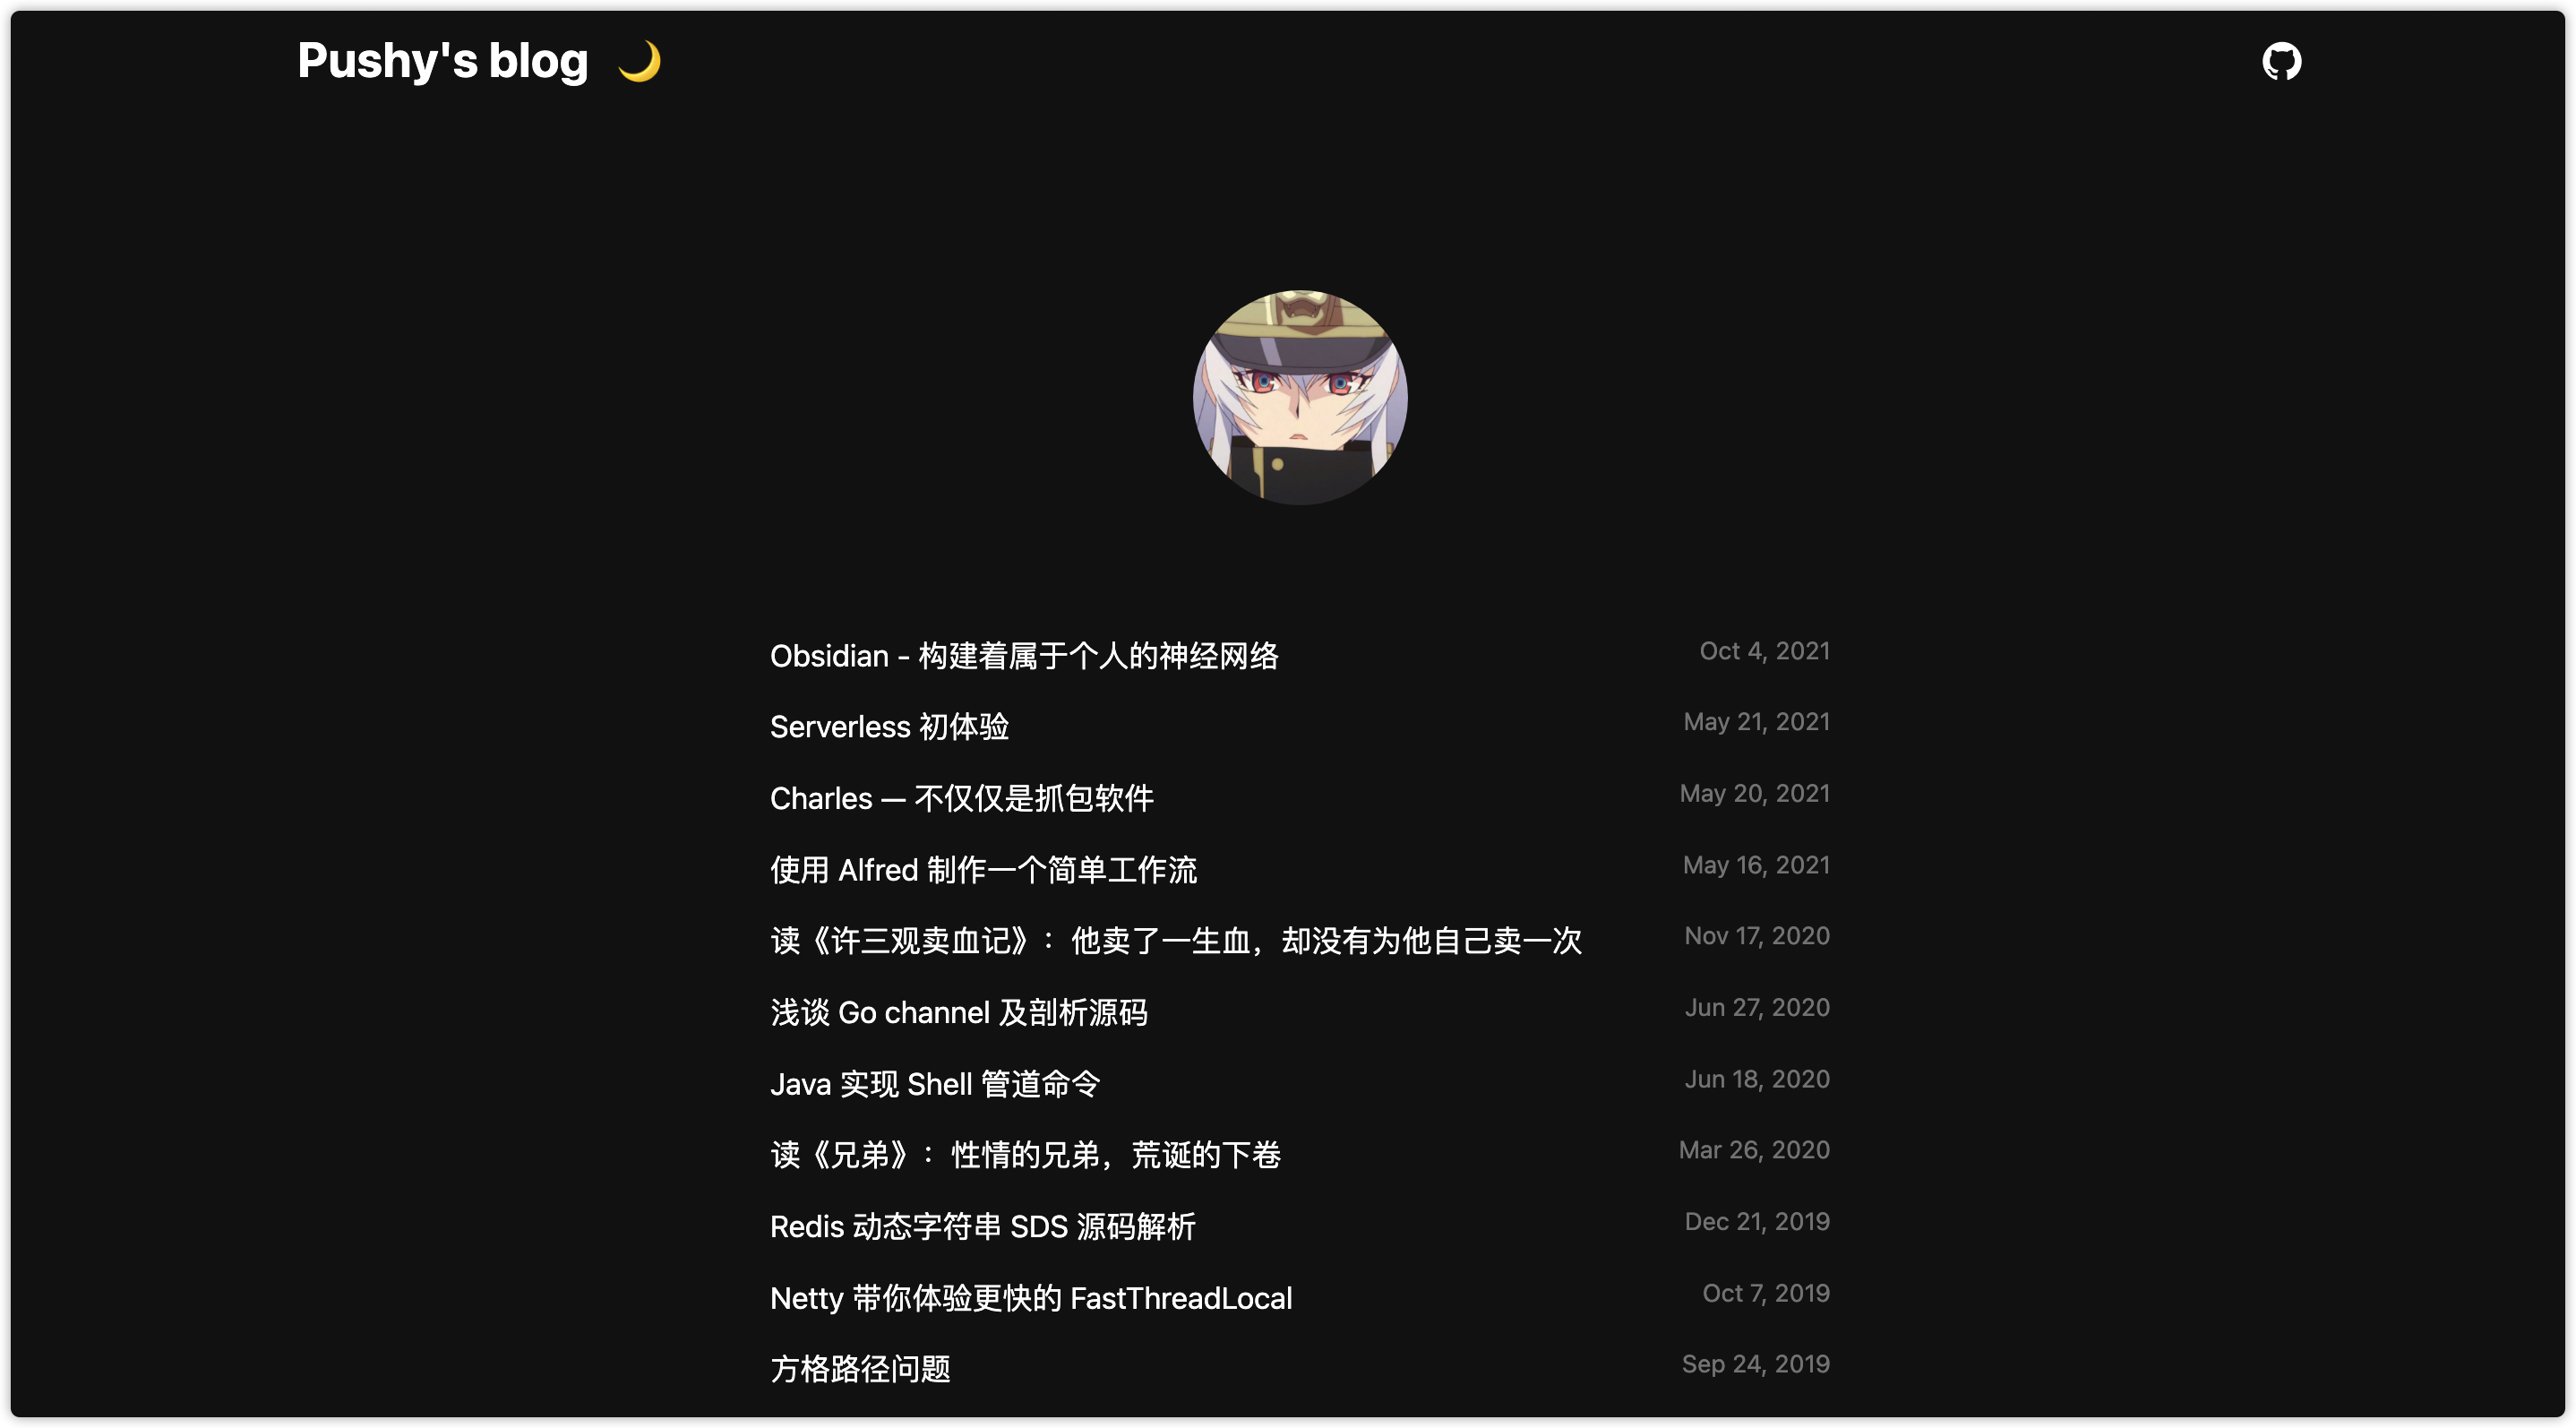 Pushy's blog 🌙
Obsidian - 构建着属于个人的神经网络 Oct 4, 2021
Serverless 初体验 May 21, 2021
Charles — 不仅仅是抓包软件 May 20, 2021
使用 Alfred 制作一个简单工作流 May 16, 2021
读《许三观卖血记》：他卖了一生血，却没有为他自己卖一次 Nov 17, 2020
浅谈 Go channel 及剖析源码 Jun 27, 2020
Java 实现 Shell 管道命令 Jun 18, 2020
读《兄弟》：性情的兄弟，荒诞的下卷 Mar 26, 2020
Redis 动态字符串 SDS 源码解析 Dec 21, 2019
Netty 带你体验更快的 FastThreadLocal Oct 7, 2019
方格路径问题 Sep 24, 2019